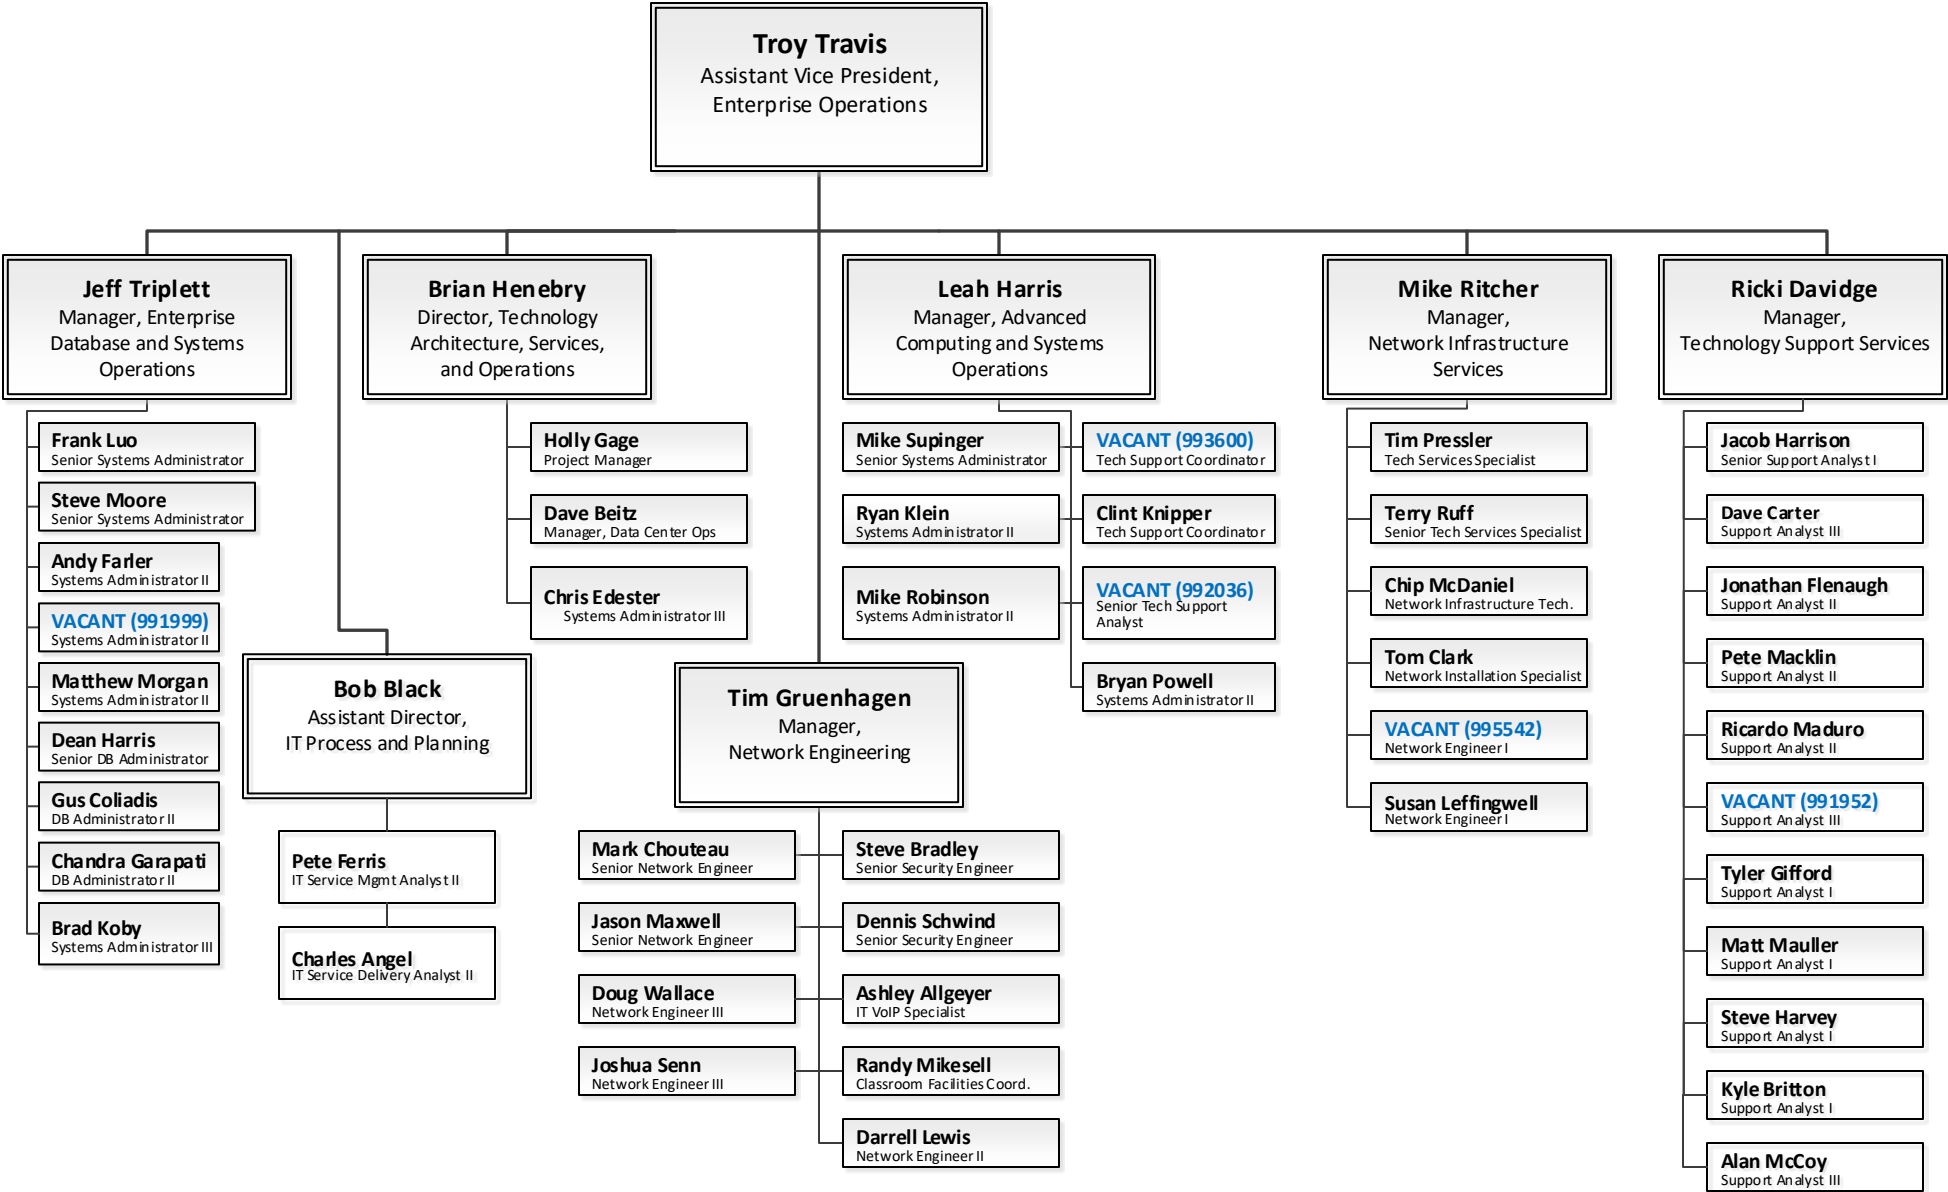 Troy Travis
Assistant Vice President,
Enterprise Operations
Jeff Triplett
Manager, Enterprise
Database and Systems
Operations
Frank Luo
Senior Systems Administrator
Steve Moore
Senior Systems Administrator
Andy Farler
Systems Administrator II
VACANT (991999)
Systems Administrator II
Matthew Morgan
Systems Administrator II
Dean Harris
Senior DB Administrator
Gus Coliadis
DB Administrator II
Chandra Garapati
DB Administrator II
Brad Koby
Systems Administrator III
Bob Black
Assistant Director,
IT Process and Planning
Pete Ferris
IT Service Mgmt Analyst II
Charles Angel
IT Service Delivery Analyst II
Brian Henebry
Director, Technology
Architecture, Services,
and Operations
Holly Gage
Project Manager
Dave Beitz
Manager, Data Center Ops
Chris Edester
Systems Administrator III
Tim Gruenhagen
Manager,
Network Engineering
Mark Chouteau
Senior Network Engineer
Jason Maxwell
Senior Network Engineer
Doug Wallace
Network Engineer III
Joshua Senn
Network Engineer III
Steve Bradley
Senior Security Engineer
Dennis Schwind
Senior Security Engineer
Ashley Allgeyer
IT VoIP Specialist
Randy Mikesell
Classroom Facilities Coord.
Darrell Lewis
Network Engineer II
Leah Harris
Manager, Advanced
Computing and Systems
Operations
Mike Supinger
Senior Systems Administrator
Ryan Klein
Systems Administrator II
Mike Robinson
Systems Administrator II
VACANT (993600)
Tech Support Coordinator
Clint Knipper
Tech Support Coordinator
VACANT (992036)
Senior Tech Support
Analyst
Bryan Powell
Systems Administrator II
Mike Ritcher
Manager,
Network Infrastructure
Services
Tim Pressler
Tech Services Specialist
Terry Ruff
Senior Tech Services Specialist
Chip McDaniel
Network Infrastructure Tech.
Tom Clark
Network Installation Specialist
VACANT (995542)
Network Engineer I
Susan Leffingwell
Network Engineer I
Ricki Davidge
Manager,
Technology Support Services
Jacob Harrison
Senior Support Analyst I
Dave Carter
Support Analyst III
Jonathan Flenaugh
Support Analyst II
Pete Macklin
Support Analyst II
Ricardo Maduro
Support Analyst II
VACANT (991952)
Support Analyst III
Tyler Gifford
Support Analyst I
Matt Mauller
Support Analyst I
Steve Harvey
Support Analyst I
Kyle Britton
Support Analyst I
Alan McCoy
Support Analyst III